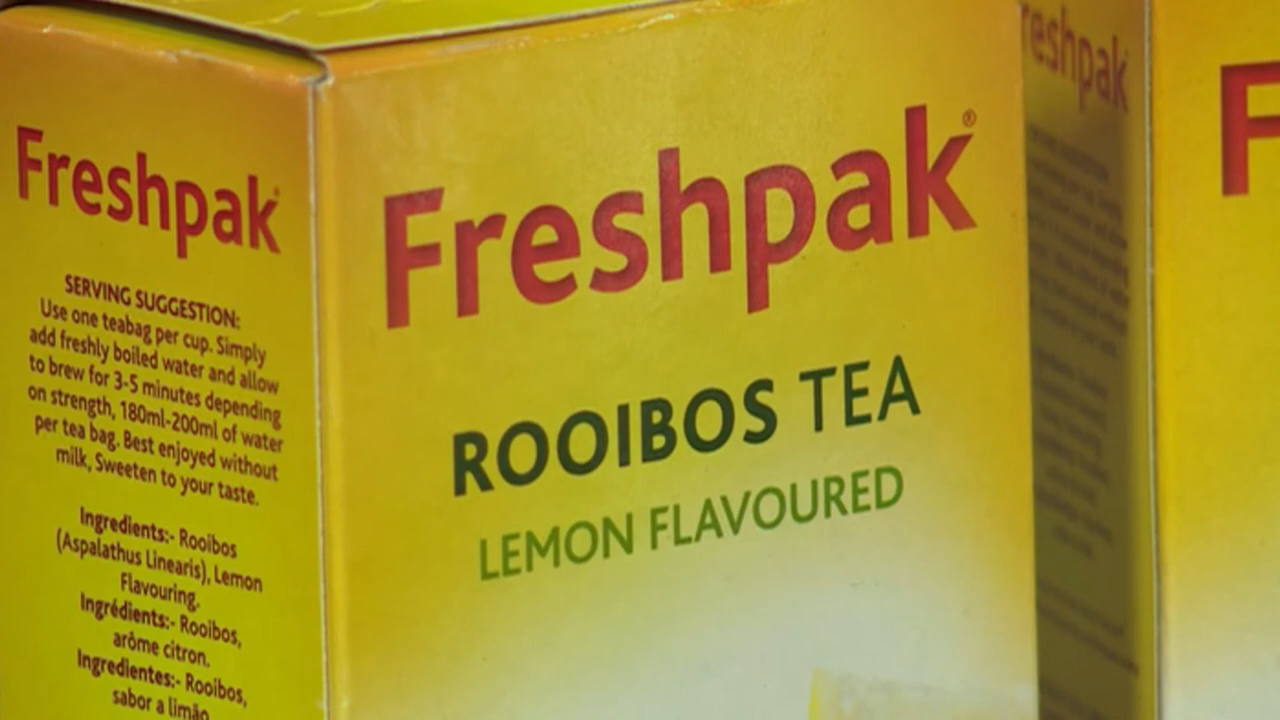 Freshpak
SERVING SUGGESTION:
Use one teabag per cup. Simply
add freshly boiled water and allow
to brew for 3-5 minutes depending
on strength, 180ml-200ml of water
per tea bag. Best enjoyed without
milk, Sweeten to your taste.
Ingredients:- Rooibos
(Aspalathus Linearis), Lemon
Flavouring.
Ingrédients:- Rooibos,
arôme citron.
Ingredientes:- Rooibos,
sabor a limão
Freshpak®
ROOIBOS TEA
LEMON FLAVOURED
reshpak
F